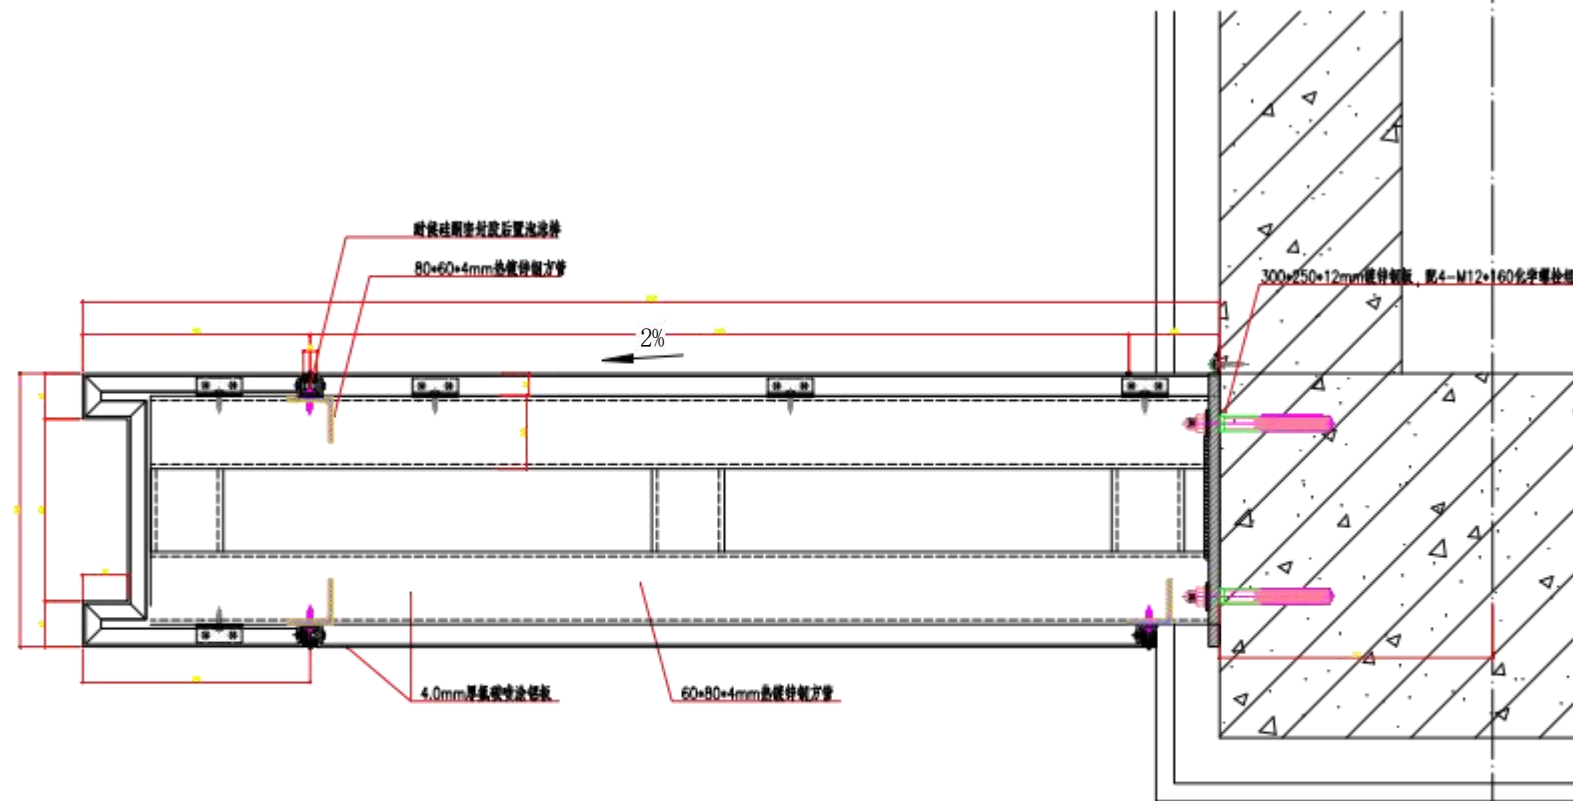 耐候硅酮密封胶后置泡沫棒
80*60*4mm热镀锌钢方管
300*250*12mm镀锌钢板，配4-M12*160化学螺栓
2%
4.0mm厚氟碳喷涂铝板
60*80*4mm热镀锌钢方管